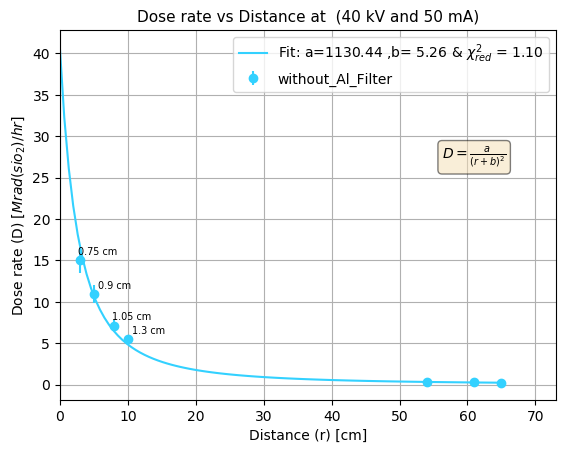 Dose rate vs Distance at  (40 kV and 50 mA)
Fit: a=1130.44 ,b= 5.26 & χ²_red = 1.10
without_Al_Filter
D = a/(r + b)²
0.75 cm
0.9 cm
1.05 cm
1.3 cm
Dose rate (D) [Mrad(sio₂)/hr]
40
35
30
25
20
15
10
5
0
0 10 20 30 40 50 60 70
Distance (r) [cm]